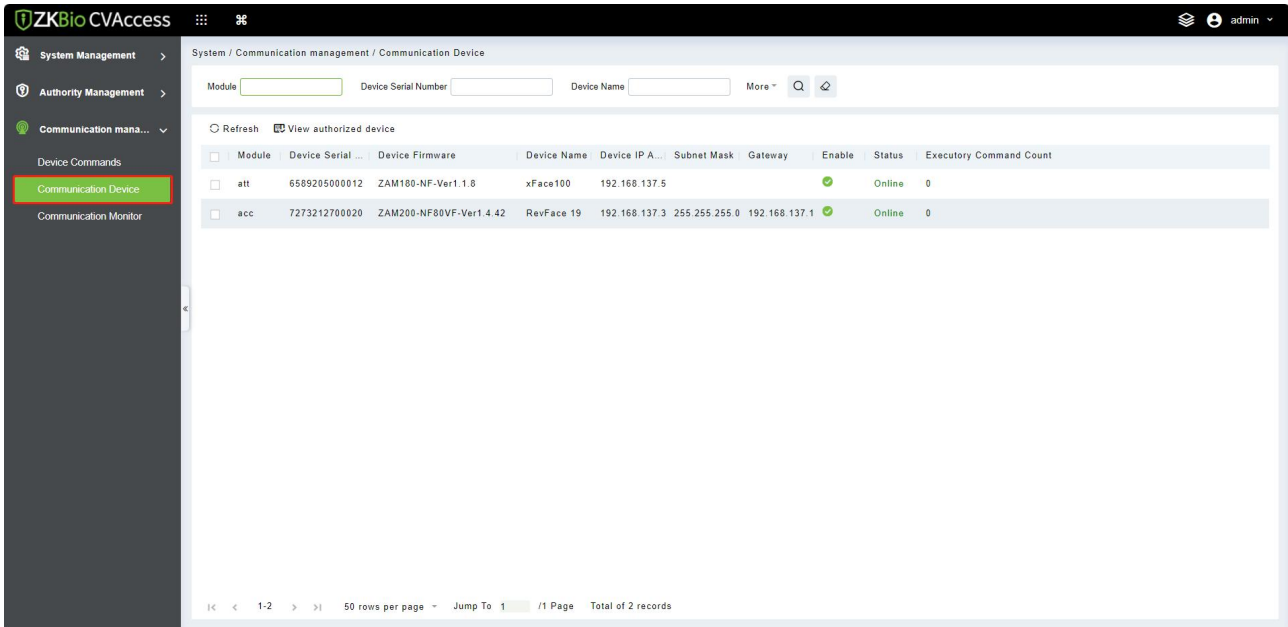 ZKBio CVAccess
admin
System Management
Authority Management
Communication mana...
Device Commands
Communication Device
Communication Monitor
System / Communication management / Communication Device
Module Device Serial Number Device Name More
Refresh View authorized device
Module Device Serial ... Device Firmware Device Name Device IP A... Subnet Mask Gateway Enable Status Executory Command Count
att 6589205000012 ZAM180-NF-Ver1.1.8 xFace100 192.168.137.5 Online 0
acc 7273212700020 ZAM200-NF80VF-Ver1.4.42 RevFace 19 192.168.137.3 255.255.255.0 192.168.137.1 Online 0
1-2 50 rows per page Jump To 1 /1 Page Total of 2 records